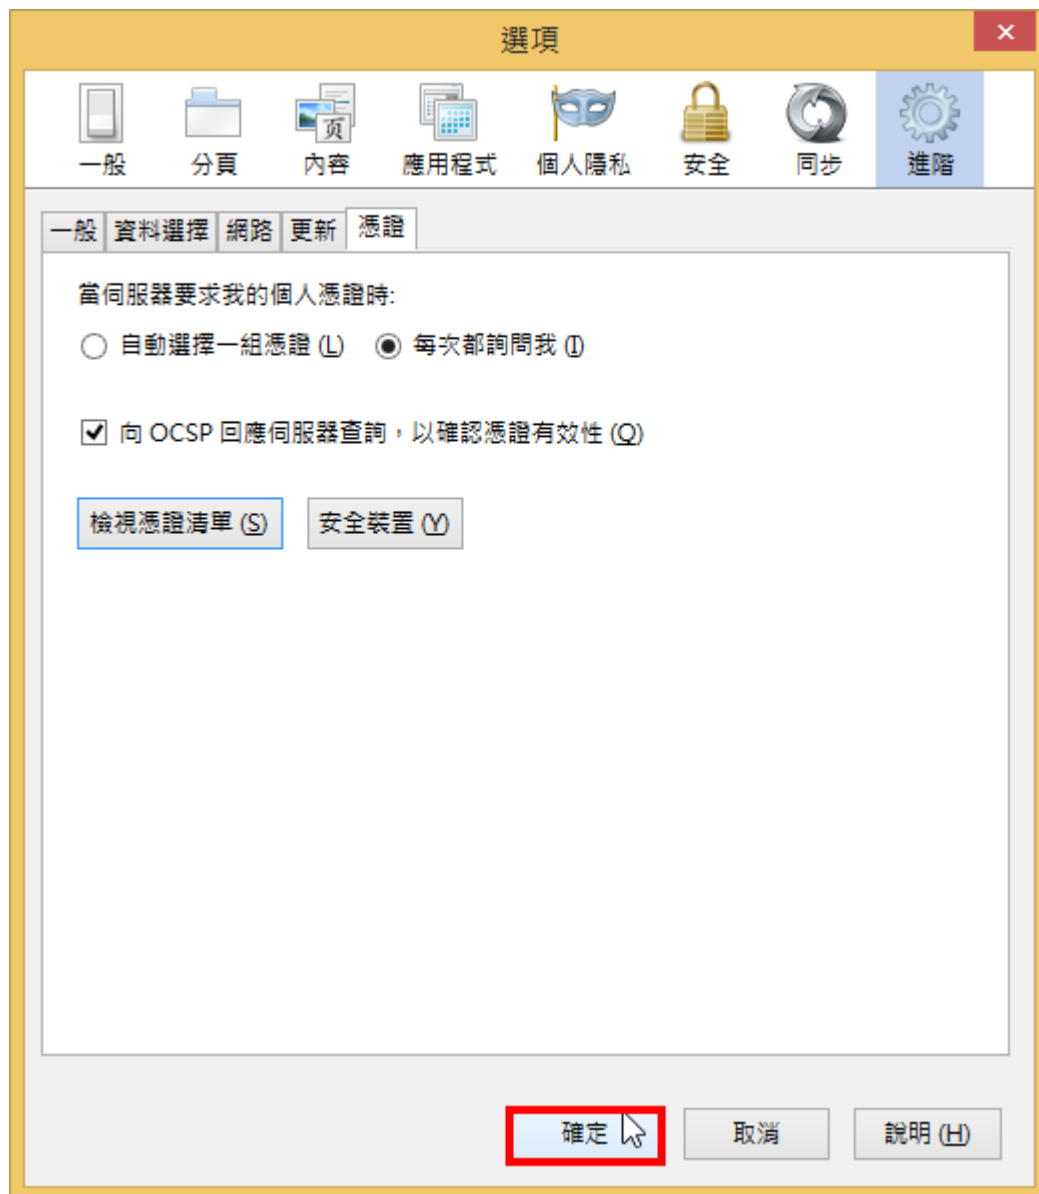 選項
页
一般 分頁 內容 應用程式 個人隱私 安全 同步 進階
一般 資料選擇 網路 更新 憑證
當伺服器要求我的個人憑證時:
自動選擇一組憑證 (L) 每次都詢問我 (I)
向 OCSP 回應伺服器查詢，以確認憑證有效性 (Q)
檢視憑證清單 (S) 安全裝置 (Y)
確定 取消 說明 (H)